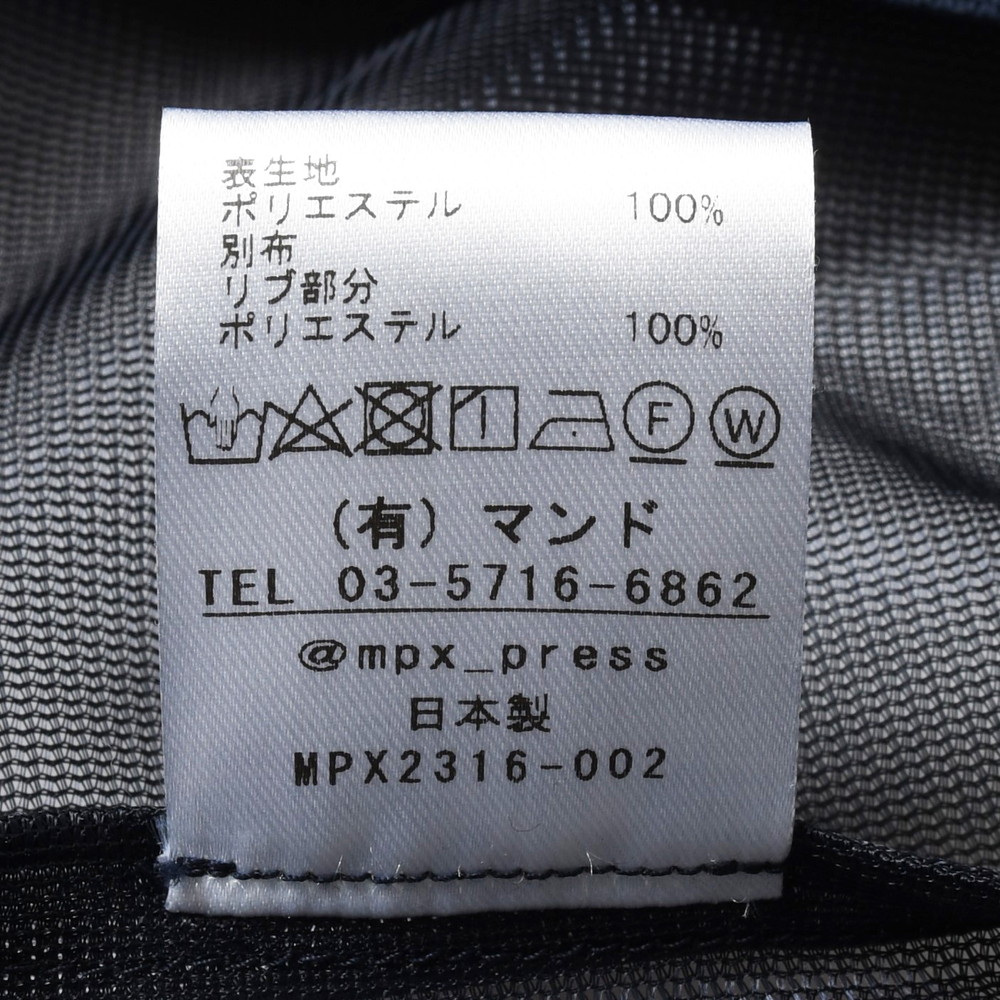 表生地
ポリエステル 100%
別布
リブ部分
ポリエステル 100%
F W
(有) マンド
TEL 03-5716-6862
@mpx_press
日本製
MPX2316-002